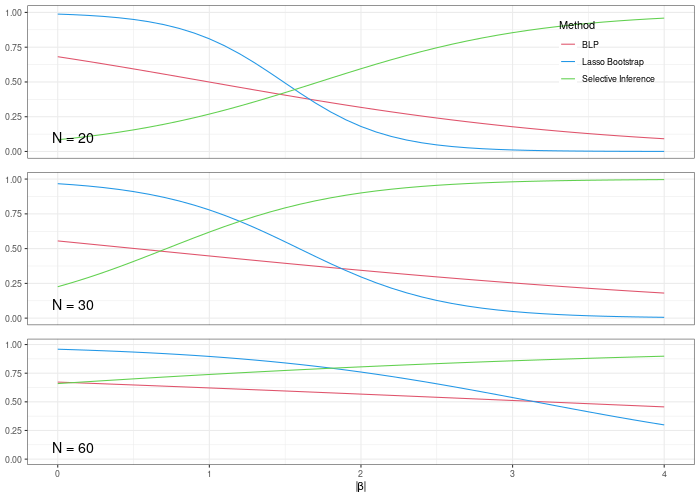 1.00
0.75
0.50
0.25
0.00
N = 20
Method
BLP
Lasso Bootstrap
Selective Inference
1.00
0.75
0.50
0.25
0.00
N = 30
1.00
0.75
0.50
0.25
0.00
N = 60
0 1 2 3 4
|β|